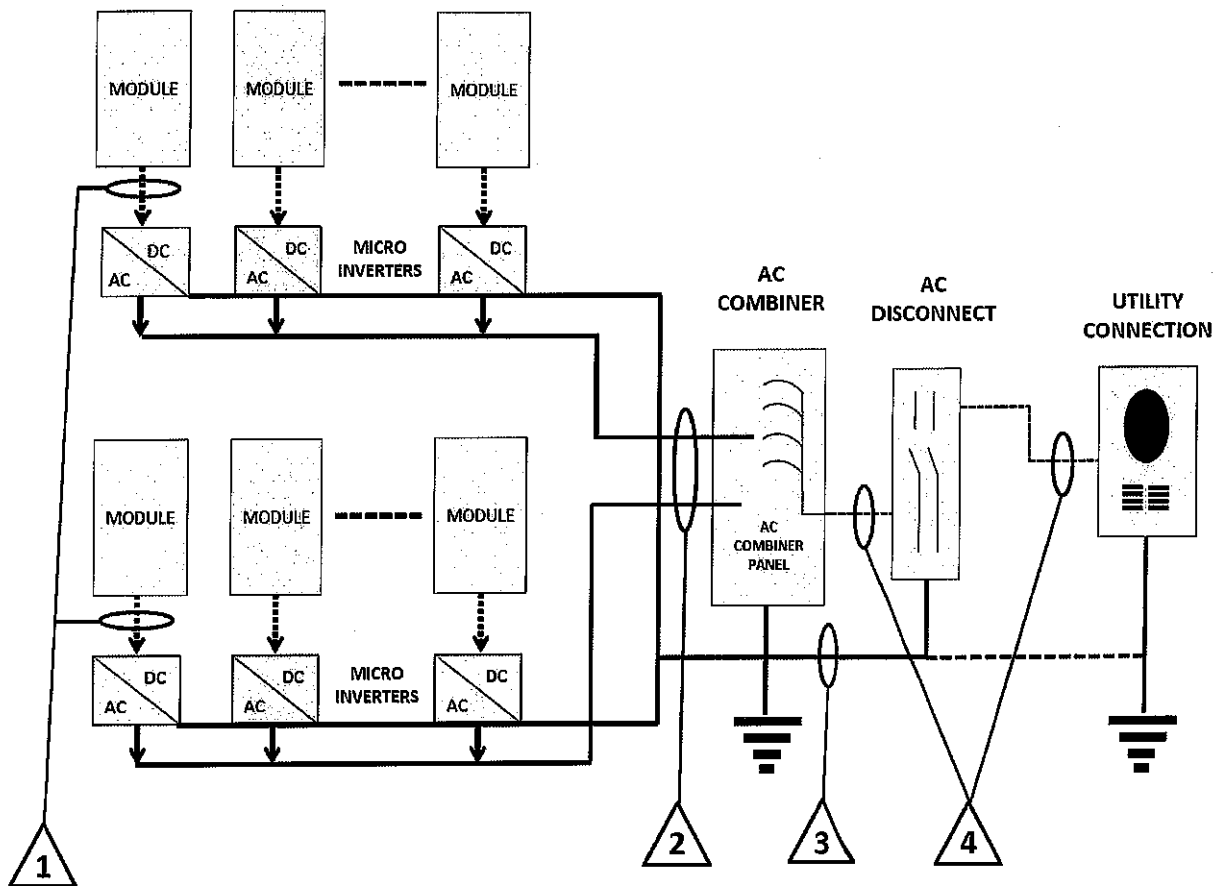 MODULE
MODULE
MODULE
DC
AC
DC
AC
MICRO
INVERTERS
DC
AC
AC
COMBINER
AC
DISCONNECT
UTILITY
CONNECTION
MODULE
MODULE
MODULE
AC
COMBINER
PANEL
DC
AC
DC
AC
MICRO
INVERTERS
DC
AC
1
2
3
4